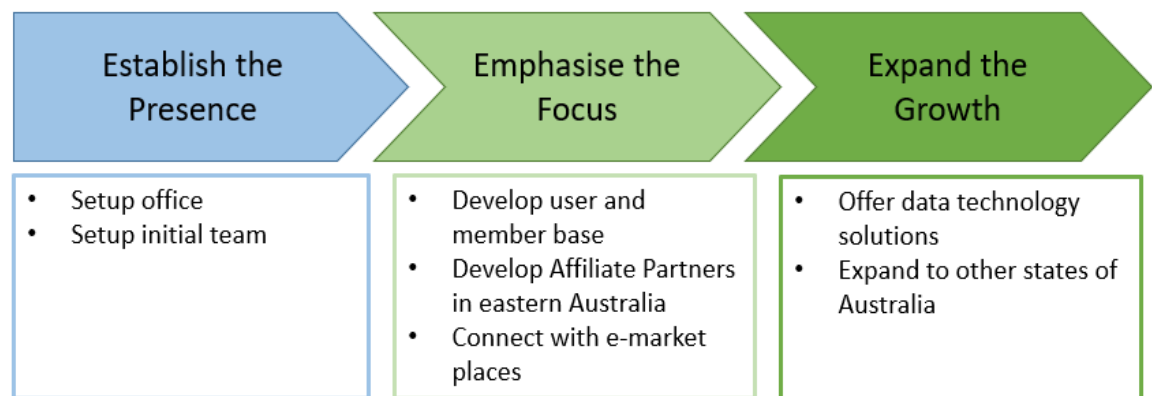 Establish the
Presence
Emphasise the
Focus
Expand the
Growth
• Setup office
• Setup initial team
• Develop user and
member base
• Develop Affiliate Partners
in eastern Australia
• Connect with e-market
places
• Offer data technology
solutions
• Expand to other states of
Australia